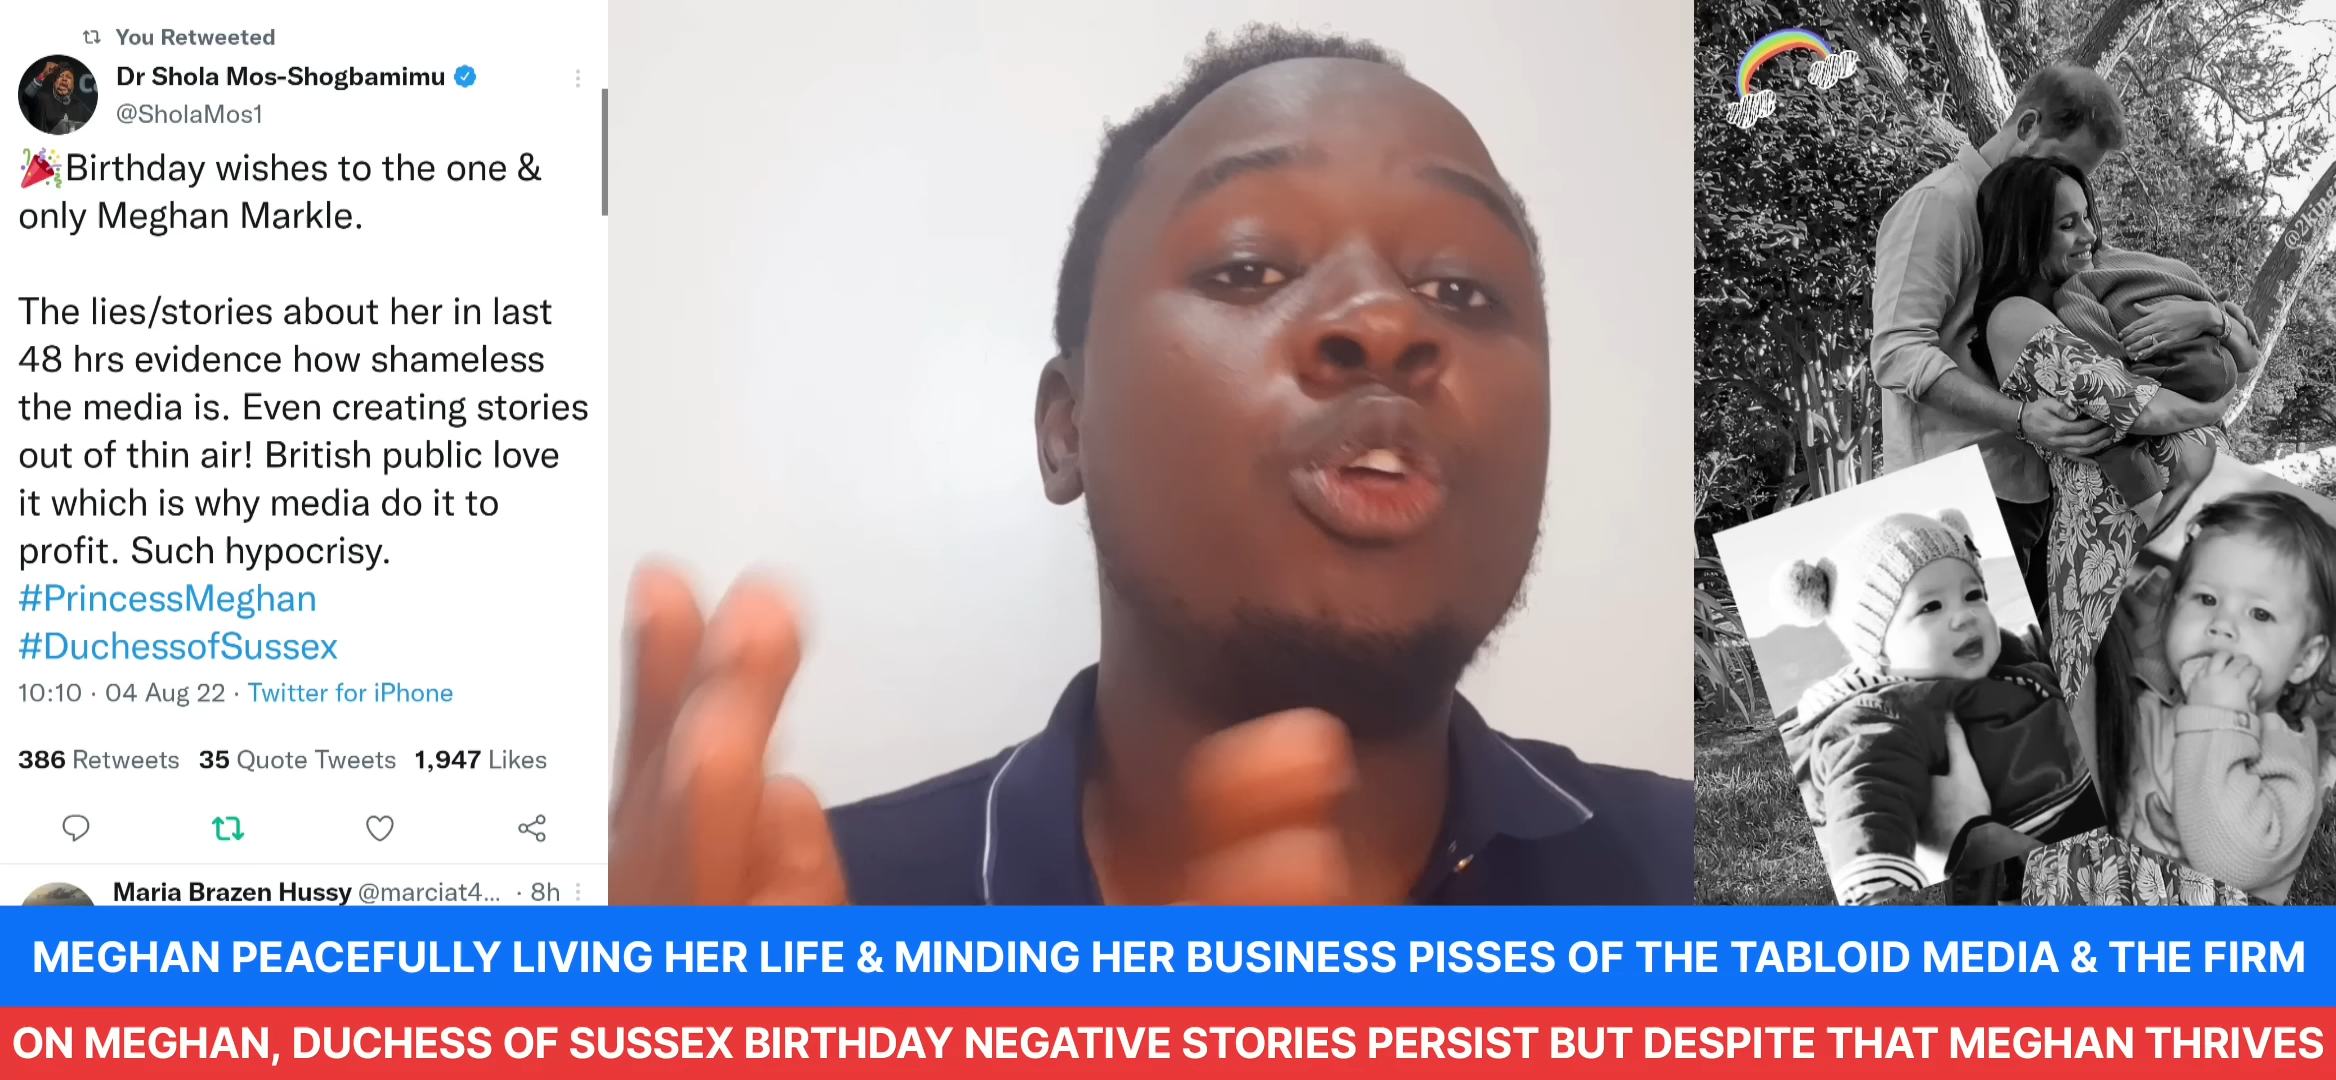 You Retweeted
Dr Shola Mos-Shogbamimu
@SholaMos1
Birthday wishes to the one &
only Meghan Markle.
The lies/stories about her in last
48 hrs evidence how shameless
the media is. Even creating stories
out of thin air! British public love
it which is why media do it to
profit. Such hypocrisy.
#PrincessMeghan
#DuchessofSussex
10:10 · 04 Aug 22 · Twitter for iPhone
386 Retweets 35 Quote Tweets 1,947 Likes
Maria Brazen Hussy @marciat4... · 8h
MEGHAN PEACEFULLY LIVING HER LIFE & MINDING HER BUSINESS PISSES OF THE TABLOID MEDIA & THE FIRM
ON MEGHAN, DUCHESS OF SUSSEX BIRTHDAY NEGATIVE STORIES PERSIST BUT DESPITE THAT MEGHAN THRIVES